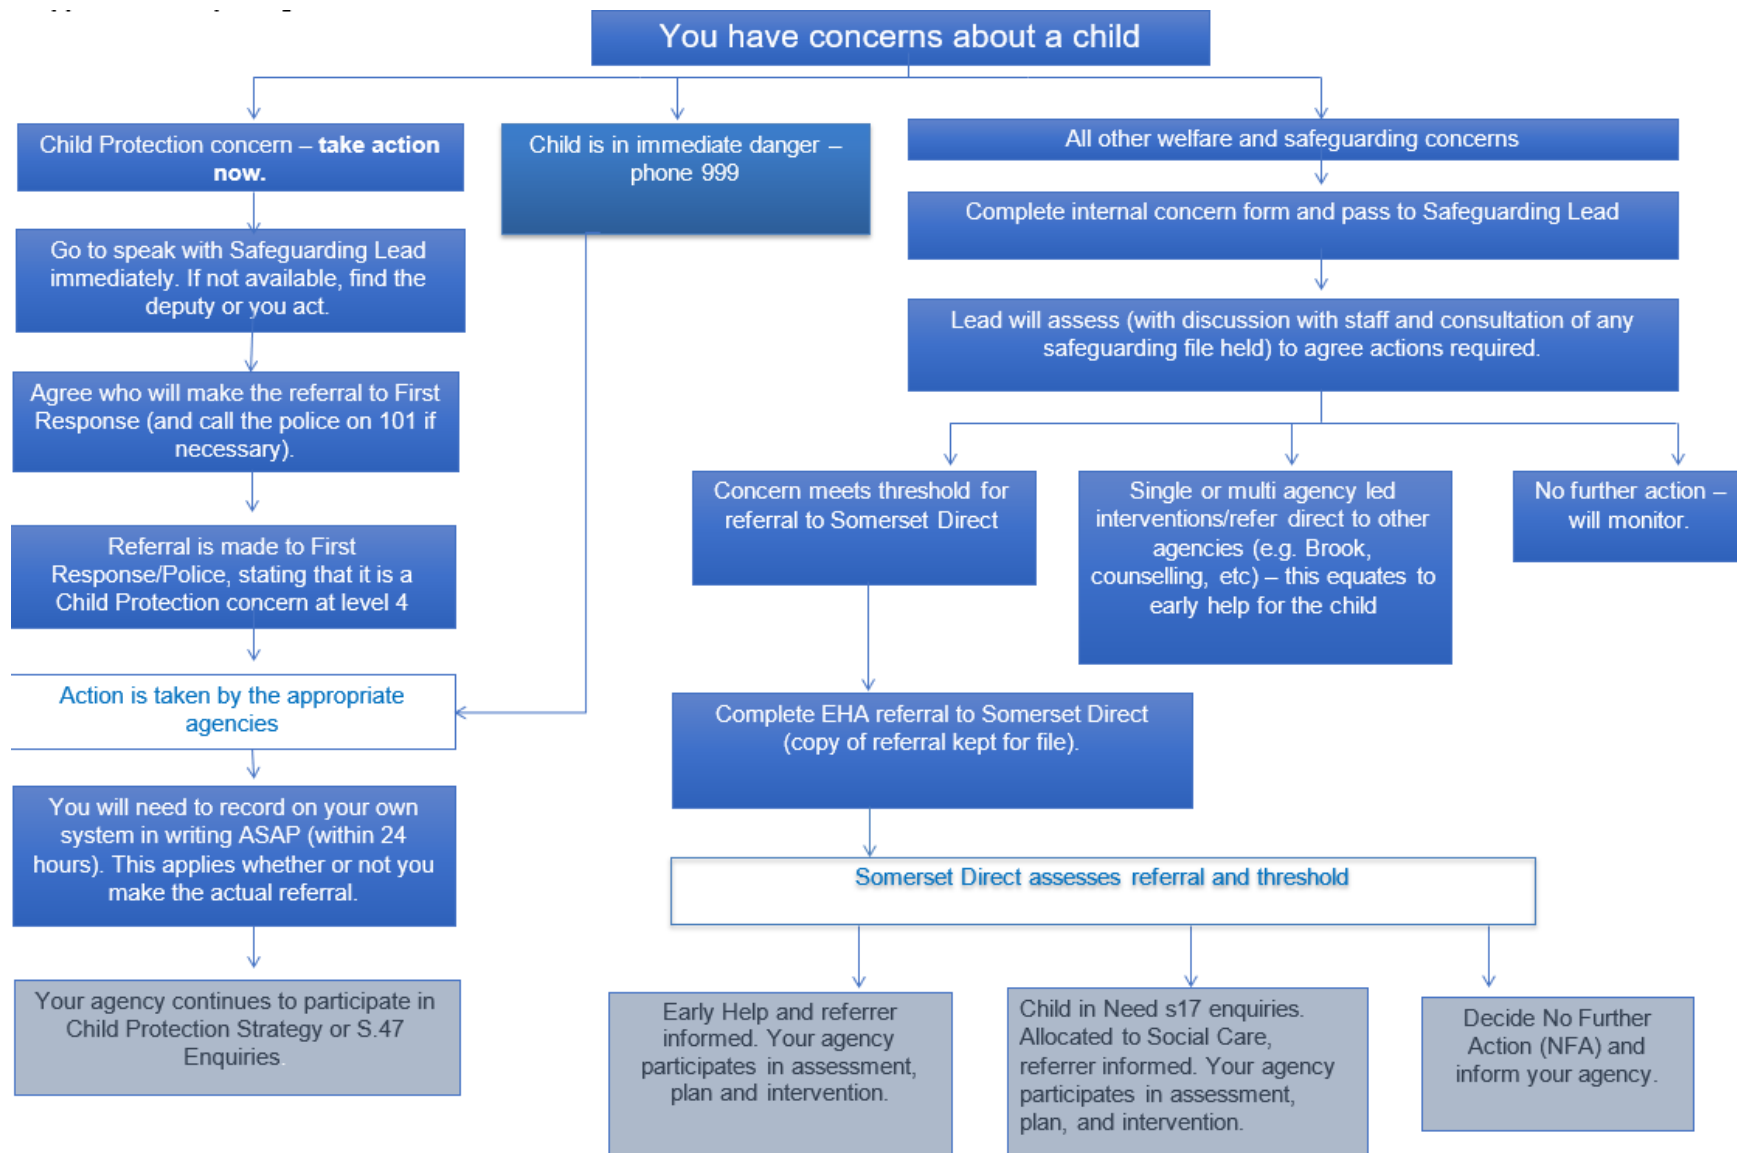 You have concerns about a child
Child Protection concern – take action
now.
Go to speak with Safeguarding Lead
immediately. If not available, find the
deputy or you act.
Agree who will make the referral to First
Response (and call the police on 101 if
necessary).
Referral is made to First
Response/Police, stating that it is a
Child Protection concern at level 4
Action is taken by the appropriate
agencies
You will need to record on your own
system in writing ASAP (within 24
hours). This applies whether or not you
make the actual referral.
Your agency continues to participate in
Child Protection Strategy or S.47
Enquiries.
Child is in immediate danger –
phone 999
All other welfare and safeguarding concerns
Complete internal concern form and pass to Safeguarding Lead
Lead will assess (with discussion with staff and consultation of any
safeguarding file held) to agree actions required.
Concern meets threshold for
referral to Somerset Direct
Single or multi agency led
interventions/refer direct to other
agencies (e.g. Brook,
counselling, etc) – this equates to
early help for the child
No further action –
will monitor.
Complete EHA referral to Somerset Direct
(copy of referral kept for file).
Somerset Direct assesses referral and threshold
Early Help and referrer
informed. Your agency
participates in assessment,
plan and intervention.
Child in Need s17 enquiries.
Allocated to Social Care,
referrer informed. Your agency
participates in assessment,
plan, and intervention.
Decide No Further
Action (NFA) and
inform your agency.